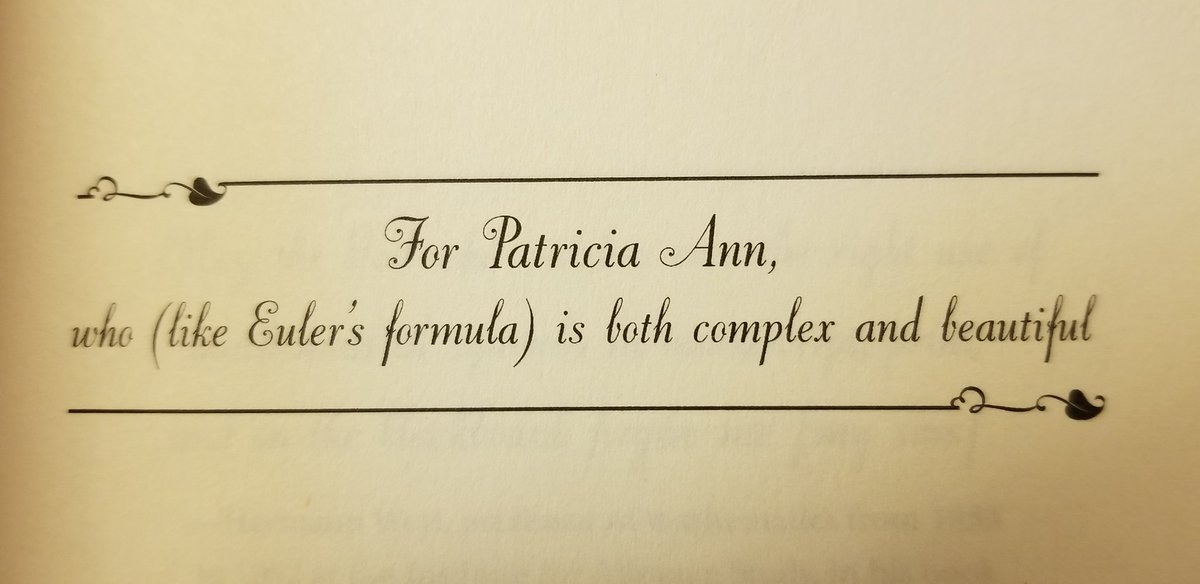 For Patricia Ann,
who (like Euler's formula) is both complex and beautiful